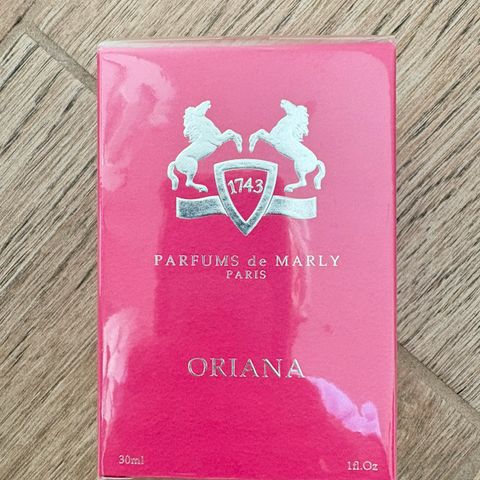 1743
PARFUMS de MARLY
PARIS
ORIANA
30ml 1fl.Oz